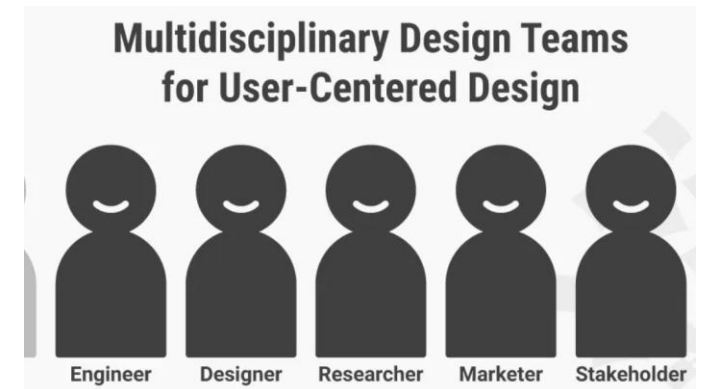 Multidisciplinary Design Teams
for User-Centered Design
Engineer Designer Researcher Marketer Stakeholder